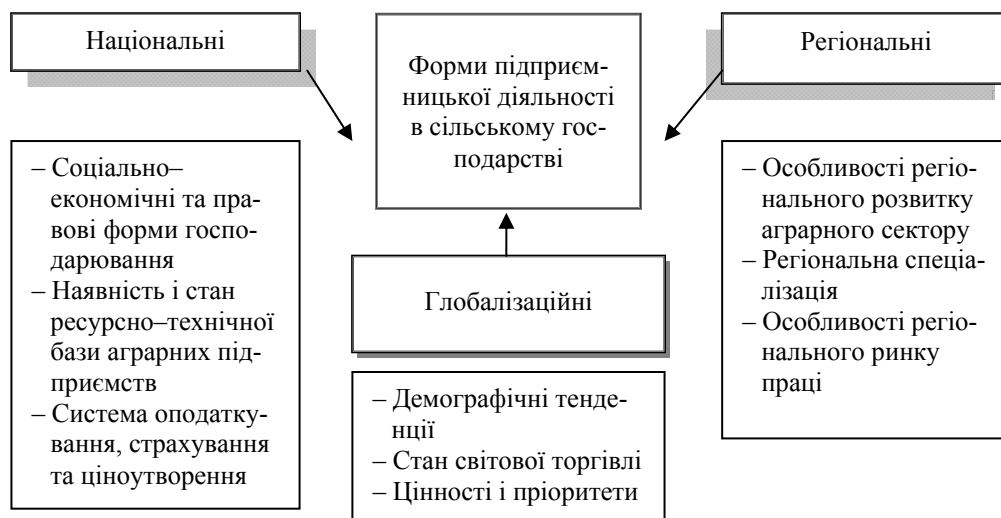 Національні
Форми підприєм-
ницької діяльності
в сільському гос-
подарстві
Регіональні
– Соціально–
економічні та пра-
вові форми госпо-
дарювання
– Наявність і стан
ресурсно–технічної
бази аграрних під-
приємств
– Система оподатку-
вання, страхування
та ціноутворення
Глобалізаційні
– Демографічні тенде-
нції
– Стан світової торгівлі
– Цінності і пріоритети
– Особливості регіо-
нального розвитку
аграрного сектору
– Регіональна спеціа-
лізація
– Особливості регіо-
нального ринку
праці